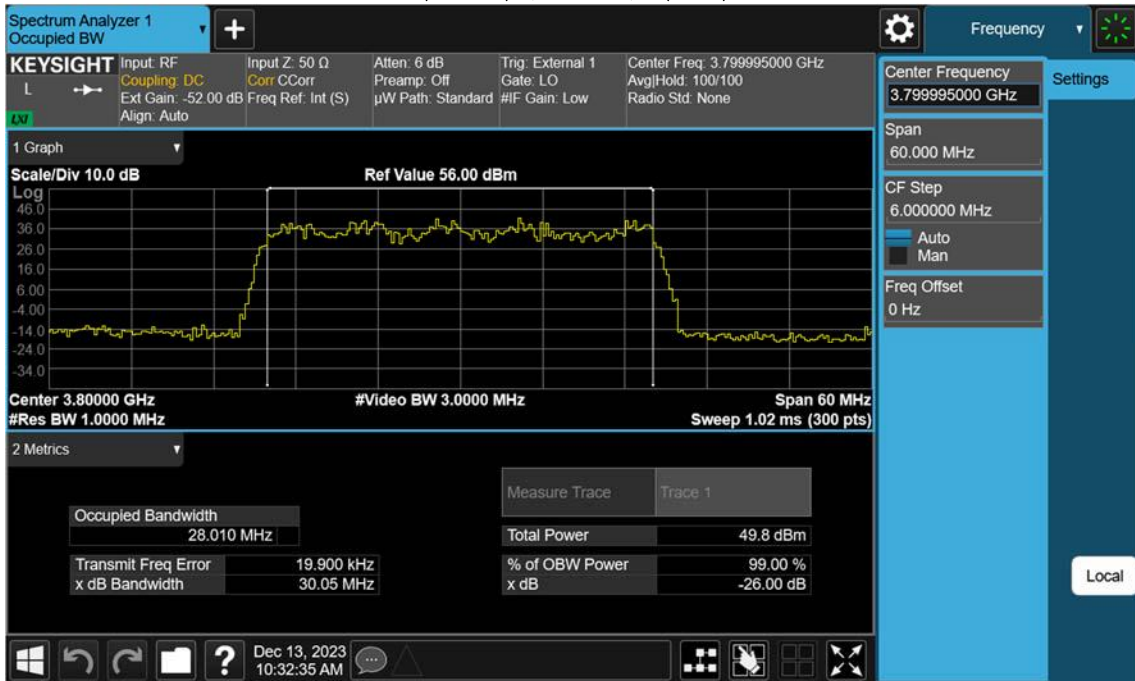 Spectrum Analyzer 1
Occupied BW
+
Frequency
KEYSIGHT
L
LXI
Input: RF
Coupling: DC
Ext Gain: -52.00 dB
Align: Auto
Input Z: 50 Ω
Corr CCorr
Freq Ref: Int (S)
Atten: 6 dB
Preamp: Off
µW Path: Standard
Trig: External 1
Gate: LO
#IF Gain: Low
Center Freq: 3.799995000 GHz
Avg|Hold: 100/100
Radio Std: None
1 Graph
Scale/Div 10.0 dB
Ref Value 56.00 dBm
Log
46.0
36.0
26.0
16.0
6.00
-4.00
-14.0
-24.0
-34.0
Center 3.80000 GHz
#Video BW 3.0000 MHz
Span 60 MHz
#Res BW 1.0000 MHz
Sweep 1.02 ms (300 pts)
2 Metrics
Measure Trace
Trace 1
Occupied Bandwidth
28.010 MHz
Total Power
49.8 dBm
Transmit Freq Error
19.900 kHz
% of OBW Power
99.00 %
x dB Bandwidth
30.05 MHz
x dB
-26.00 dB
Center Frequency
3.799995000 GHz
Settings
Span
60.000 MHz
CF Step
6.000000 MHz
Auto
Man
Freq Offset
0 Hz
Local
?
Dec 13, 2023
10:32:35 AM